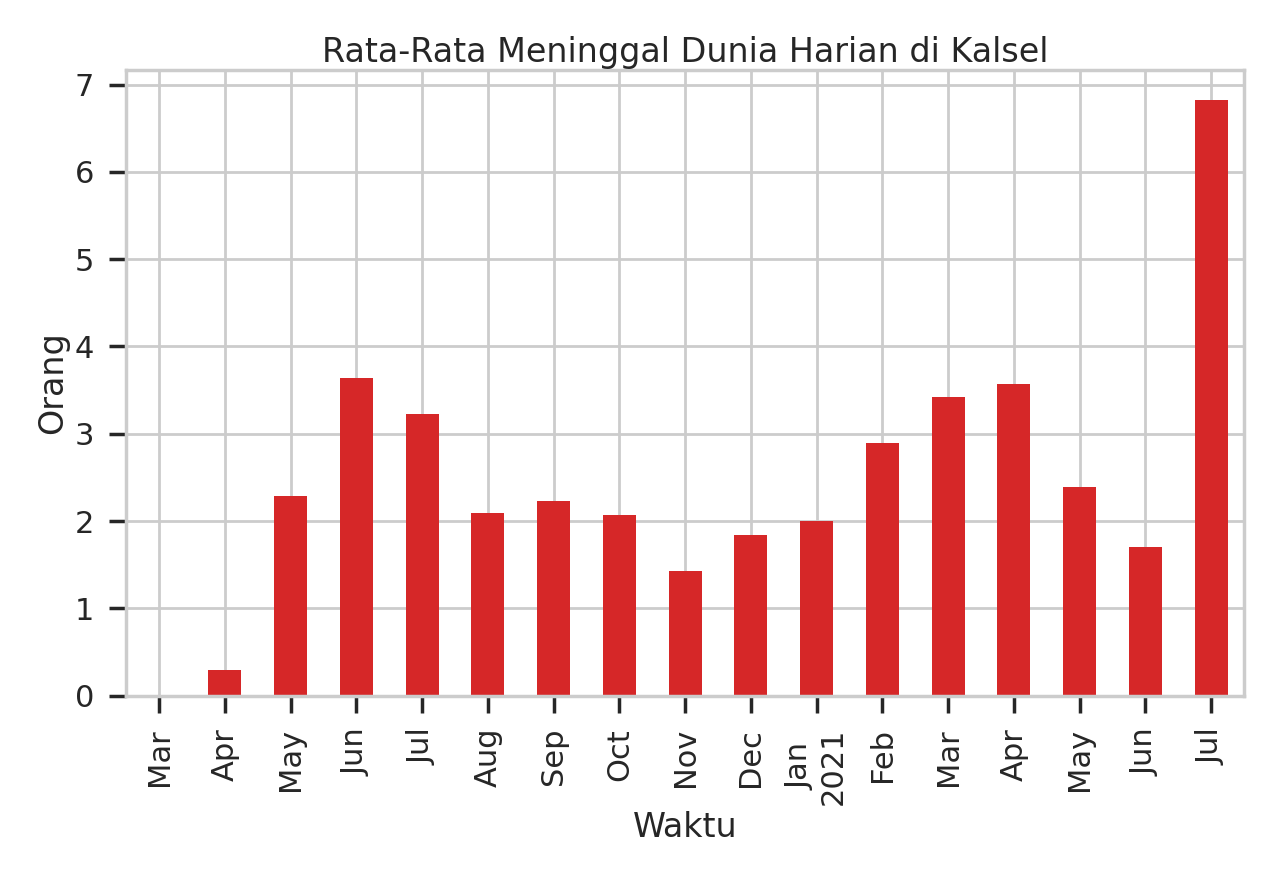 Rata-Rata Meninggal Dunia Harian di Kalsel
7
6
5
4
3
2
1
0
Orang
Mar
Apr
May
Jun
Jul
Aug
Sep
Oct
Nov
Dec
Jan
2021
Feb
Mar
Apr
May
Jun
Jul
Waktu